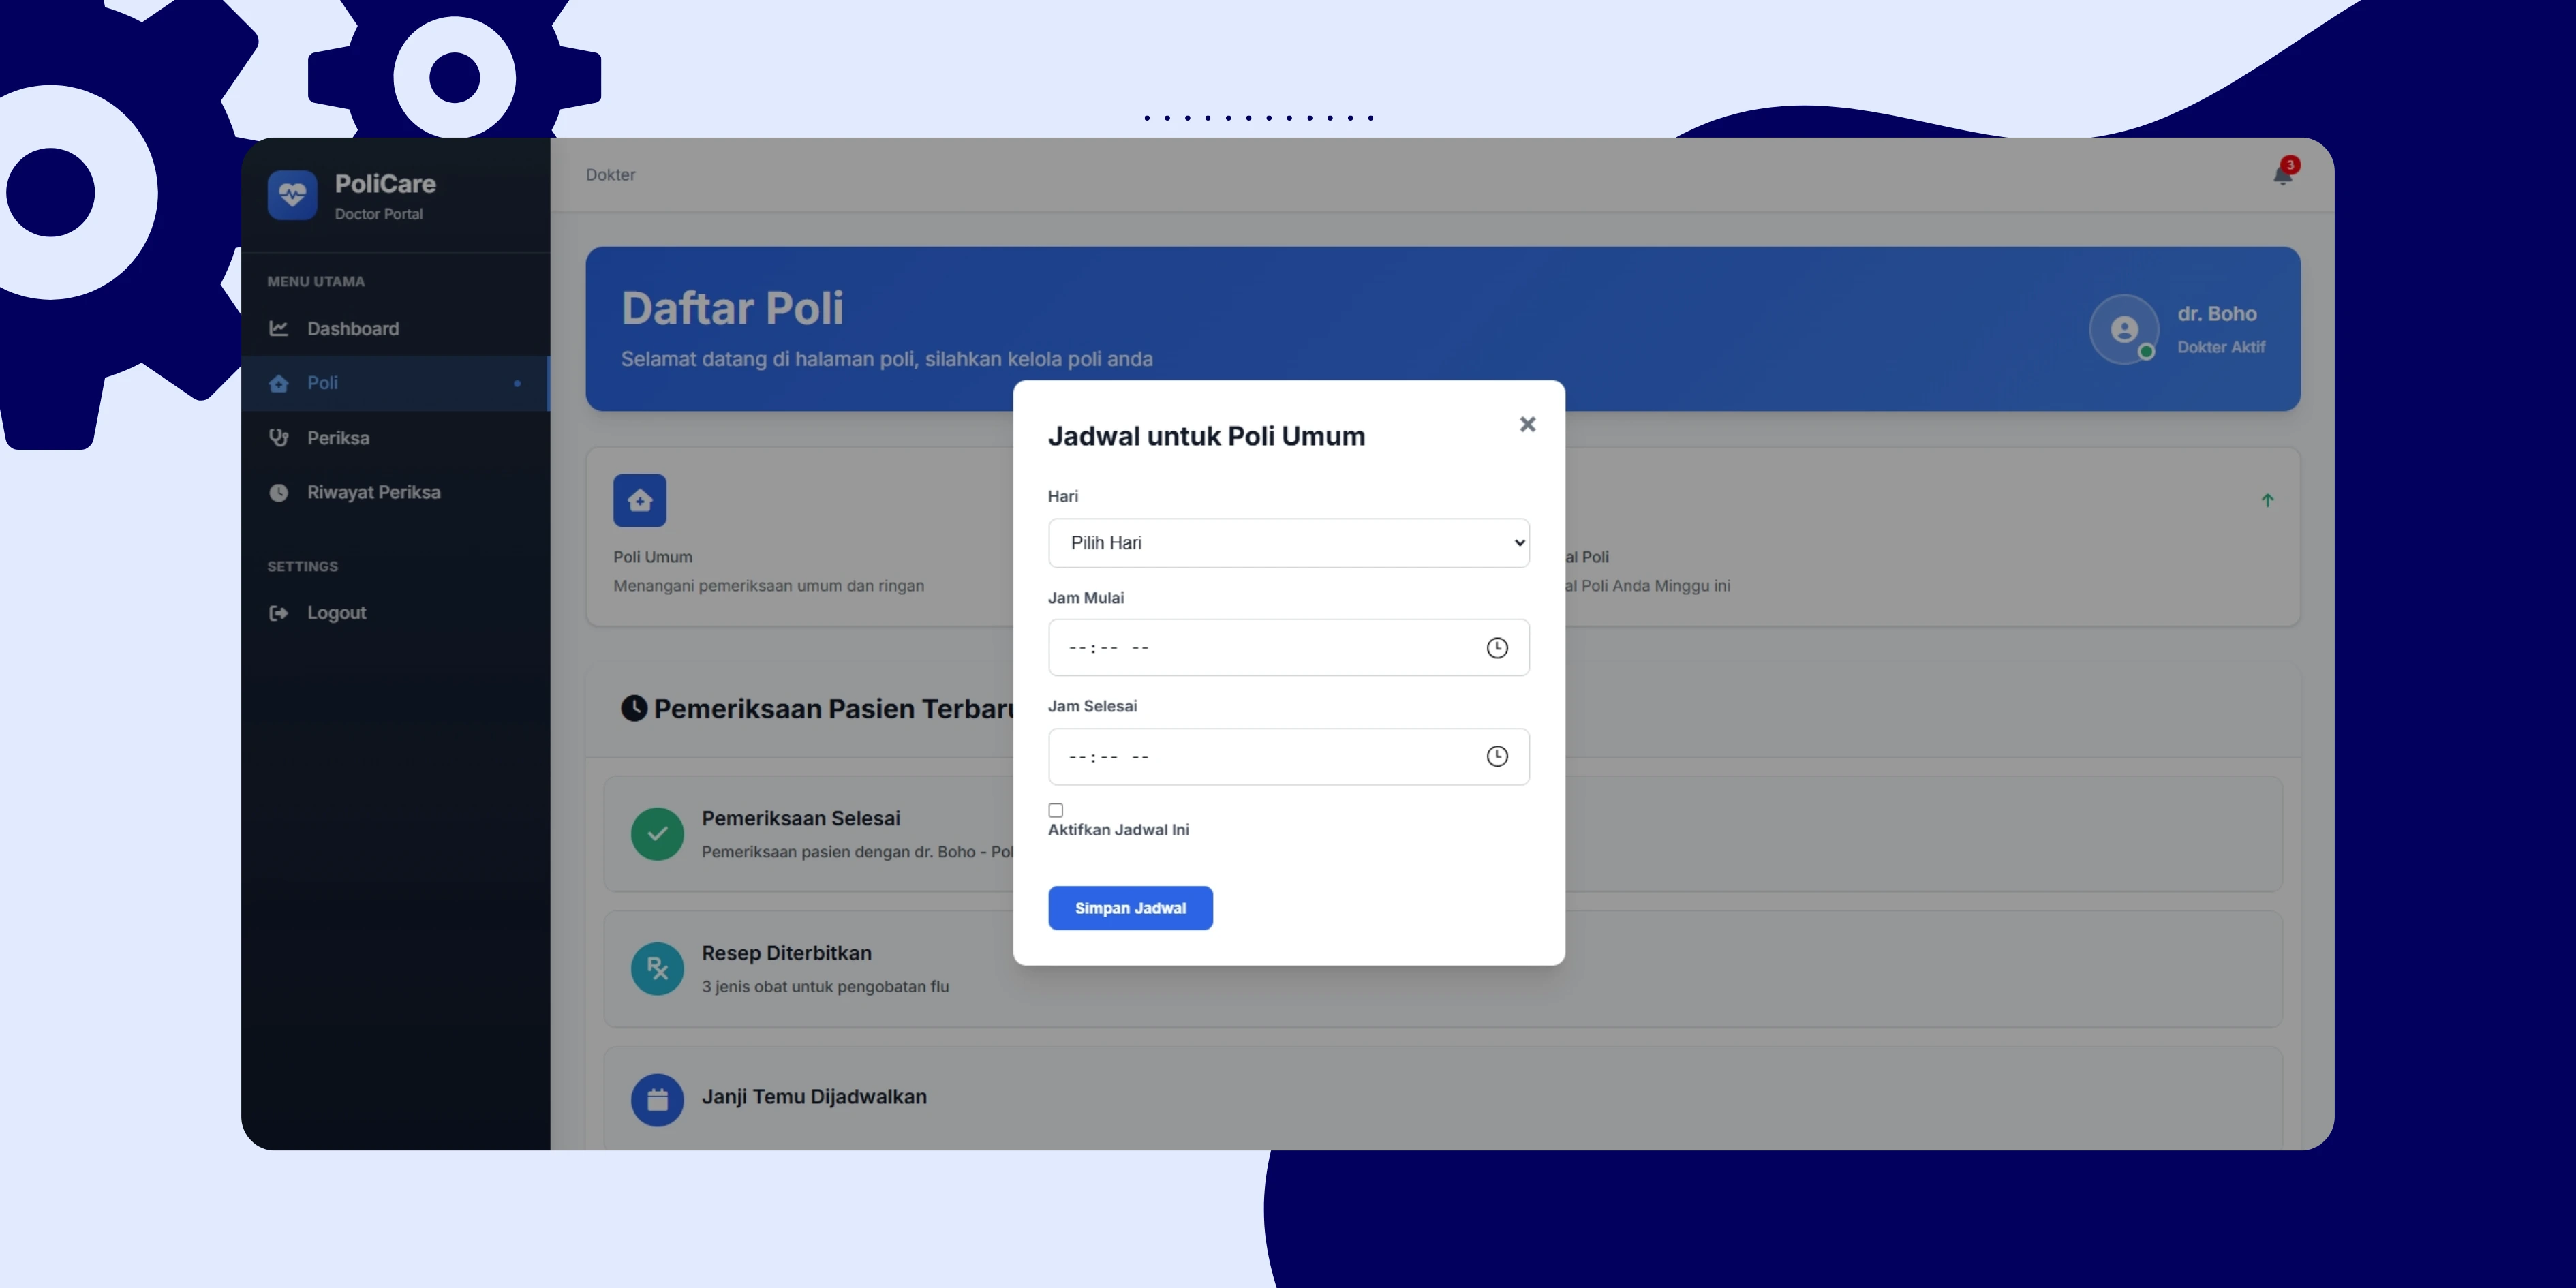 PoliCare
Doctor Portal
MENU UTAMA
Dashboard
Poli
Periksa
Riwayat Periksa
SETTINGS
Logout
Dokter
3
Daftar Poli
Selamat datang di halaman poli, silahkan kelola poli anda
dr. Boho
Dokter Aktif
Poli Umum
Menangani pemeriksaan umum dan ringan
al Poli
al Poli Anda Minggu ini
Pemeriksaan Pasien Terbaru
Pemeriksaan Selesai
Pemeriksaan pasien dengan dr. Boho - Pol
Resep Diterbitkan
3 jenis obat untuk pengobatan flu
Janji Temu Dijadwalkan
Jadwal untuk Poli Umum
Hari
Pilih Hari
Jam Mulai
--:-- --
Jam Selesai
--:-- --
Aktifkan Jadwal Ini
Simpan Jadwal